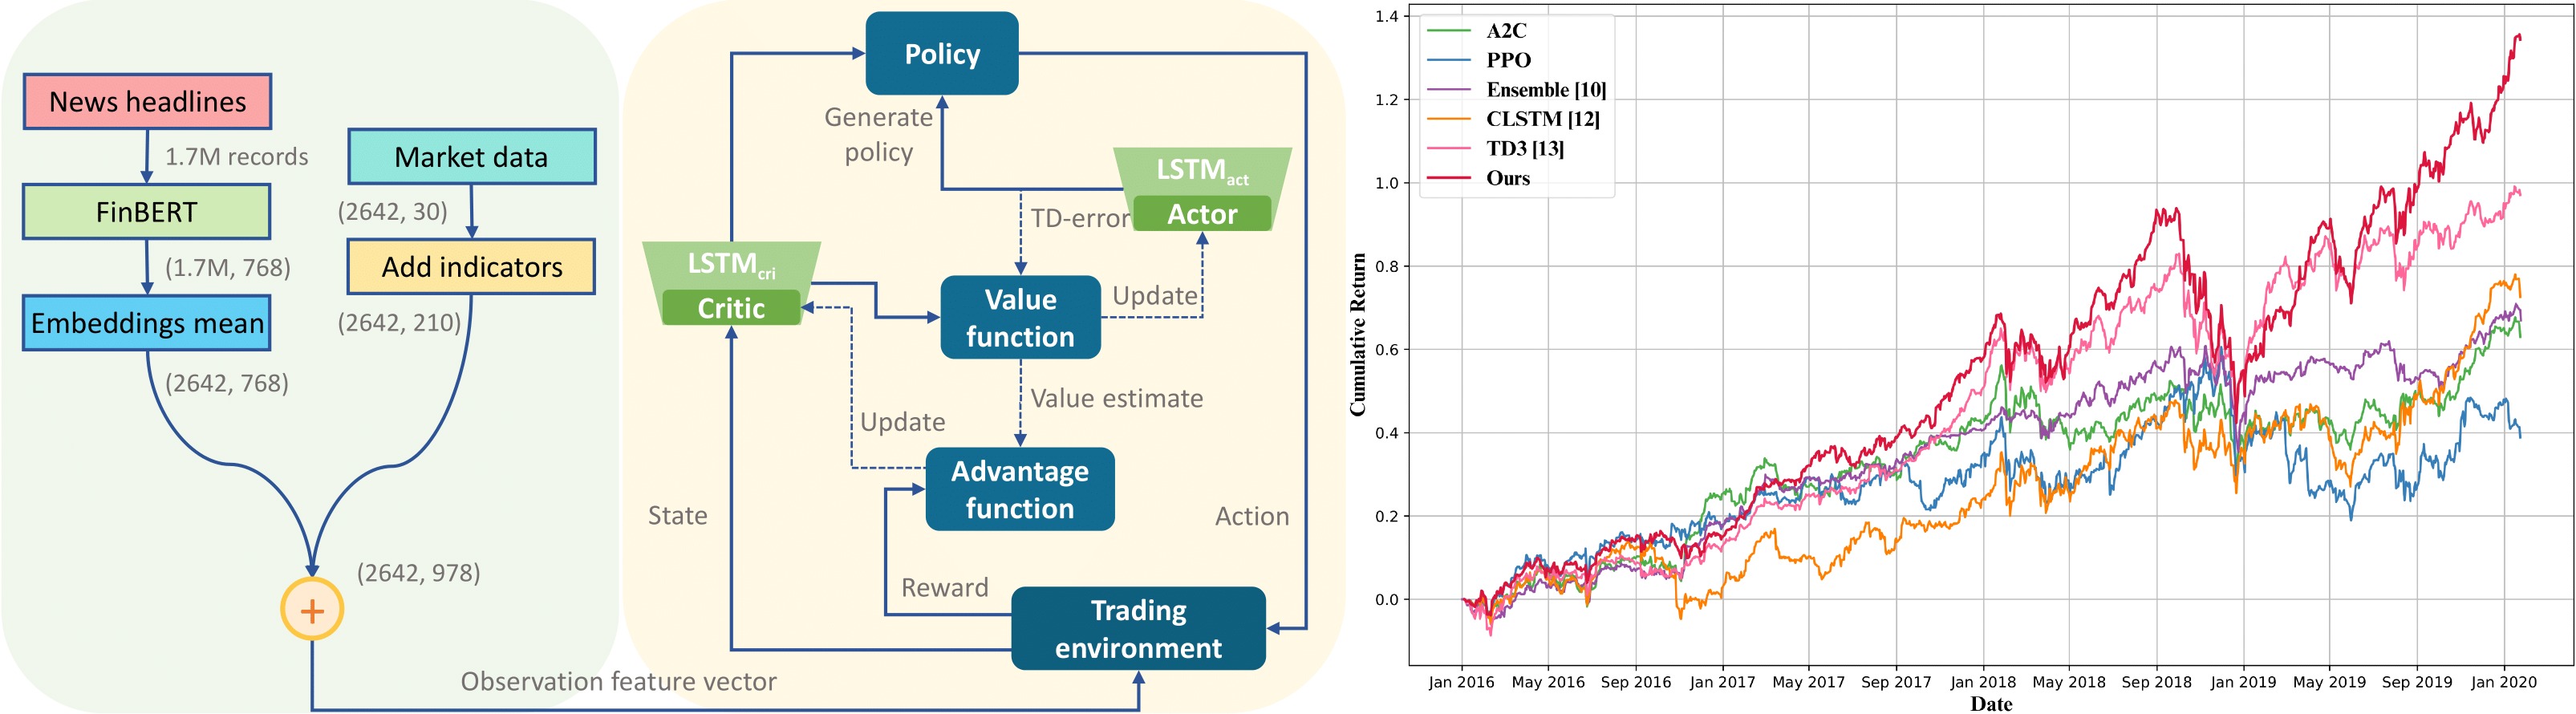 News headlines
1.7M records
FinBERT
(1.7M, 768)
Embeddings mean
(2642, 768)
Market data
(2642, 30)
Add indicators
(2642, 210)
(2642, 978)
+
Observation feature vector
Policy
Generate
policy
LSTMact
Actor
TD-error
LSTMcri
Critic
Value
function
Update
Value estimate
Update
Advantage
function
State
Action
Reward
Trading
environment
A2C
PPO
Ensemble [10]
CLSTM [12]
TD3 [13]
Ours
Cumulative Return
1.4
1.2
1.0
0.8
0.6
0.4
0.2
0.0
Jan 2016 May 2016 Sep 2016 Jan 2017 May 2017 Sep 2017 Jan 2018 May 2018 Sep 2018 Jan 2019 May 2019 Sep 2019 Jan 2020
Date